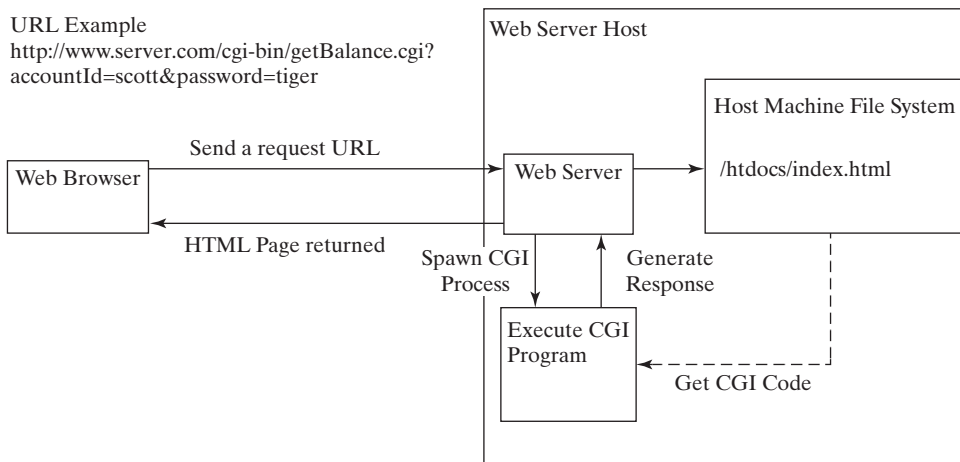 URL Example
http://www.server.com/cgi-bin/getBalance.cgi?
accountId=scott&password=tiger
Web Server Host
Host Machine File System
/htdocs/index.html
Send a request URL
Web Browser
Web Server
HTML Page returned
Spawn CGI
Process
Generate
Response
Execute CGI
Program
Get CGI Code